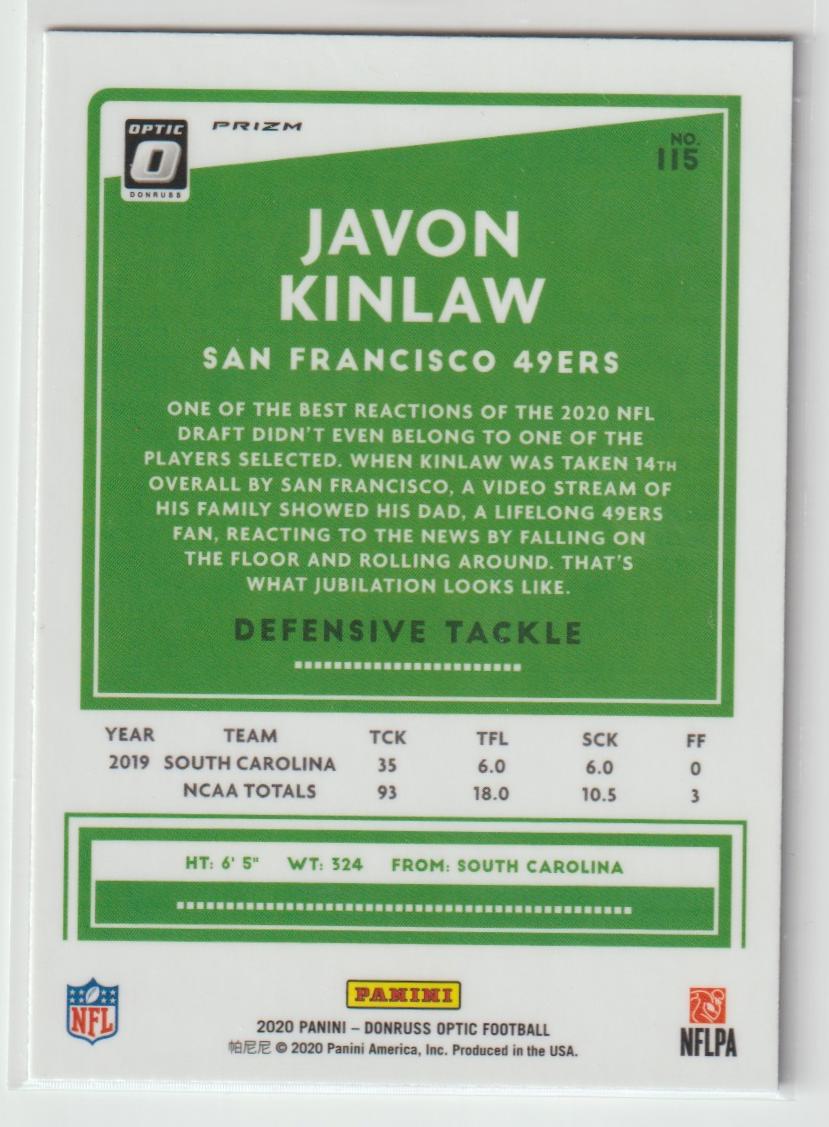 OPTIC
O
DONRUSS
PRIZM
NO.
115
JAVON
KINLAW
SAN FRANCISCO 49ERS
ONE OF THE BEST REACTIONS OF THE 2020 NFL
DRAFT DIDN'T EVEN BELONG TO ONE OF THE
PLAYERS SELECTED. WHEN KINLAW WAS TAKEN 14TH
OVERALL BY SAN FRANCISCO, A VIDEO STREAM OF
HIS FAMILY SHOWED HIS DAD, A LIFELONG 49ERS
FAN, REACTING TO THE NEWS BY FALLING ON
THE FLOOR AND ROLLING AROUND. THAT'S
WHAT JUBILATION LOOKS LIKE.
DEFENSIVE TACKLE
YEAR TEAM TCK TFL SCK FF
2019 SOUTH CAROLINA 35 6.0 6.0 0
NCAA TOTALS 93 18.0 10.5 3
HT: 6' 5" WT: 324 FROM: SOUTH CAROLINA
NFL
PANINI
2020 PANINI – DONRUSS OPTIC FOOTBALL
帕尼尼 © 2020 Panini America, Inc. Produced in the USA.
NFLPA